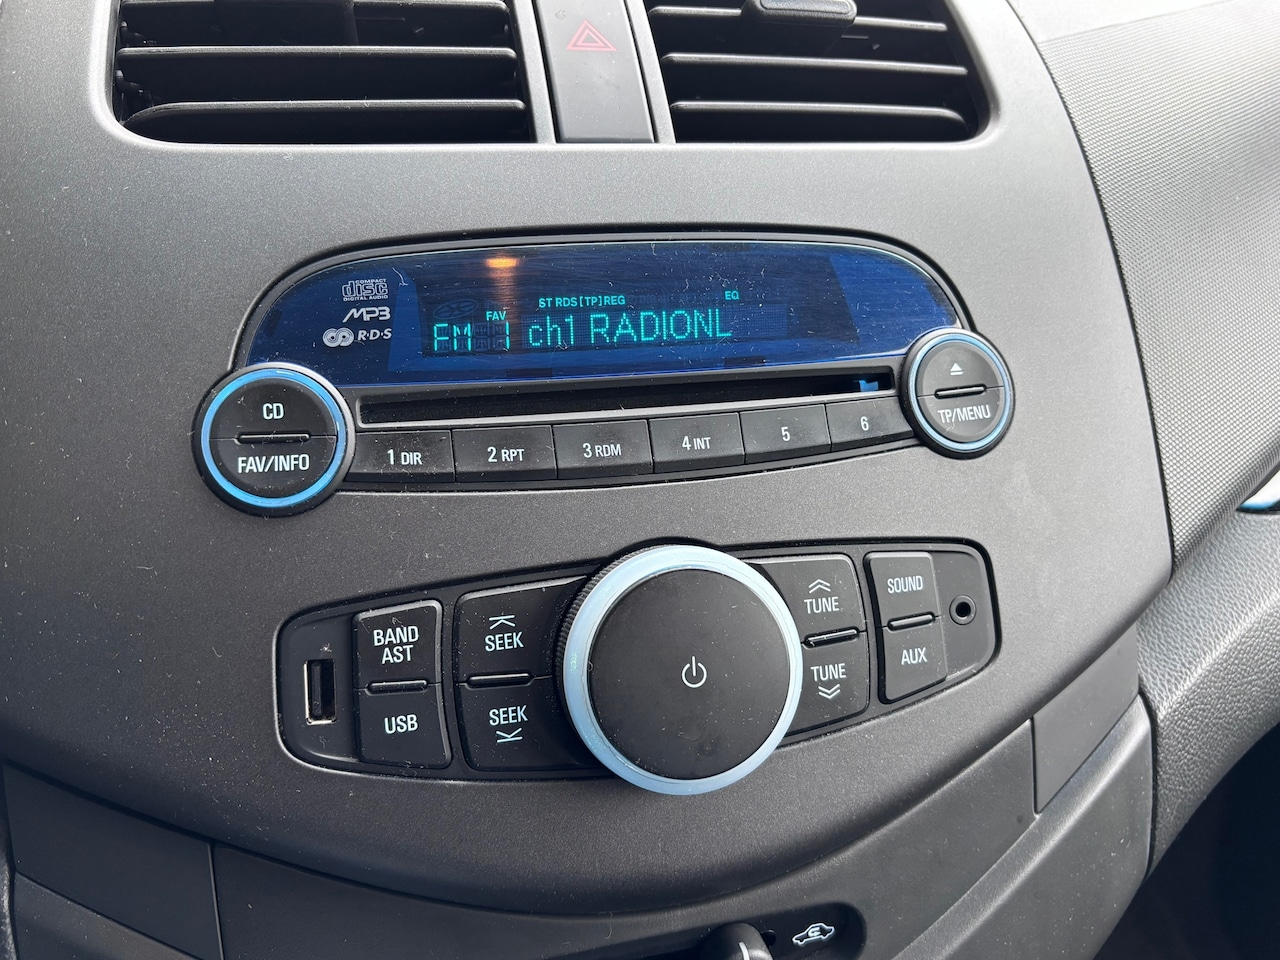 COMPACT
disc
DIGITAL AUDIO
MP3
R·D·S
ST RDS [TP] REG
EQ
FAV
FM 1 ch1 RADIONL
CD
FAV/INFO
1 DIR
2 RPT
3 RDM
4 INT
5
6
TP/MENU
BAND
AST
USB
SEEK
SEEK
TUNE
TUNE
SOUND
AUX